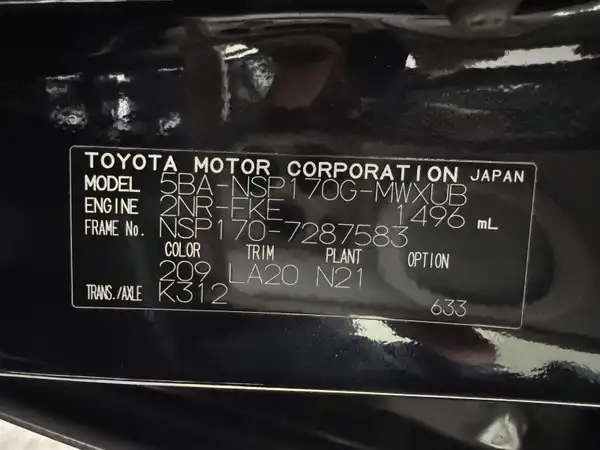 TOYOTA MOTOR CORPORATION JAPAN
MODEL 5BA-NSP170G-MWXUB
ENGINE 2NR-EKE 1496 mL
FRAME No. NSP170-7287583
COLOR TRIM PLANT OPTION
209 LA20 N21
TRANS./AXLE K312 633